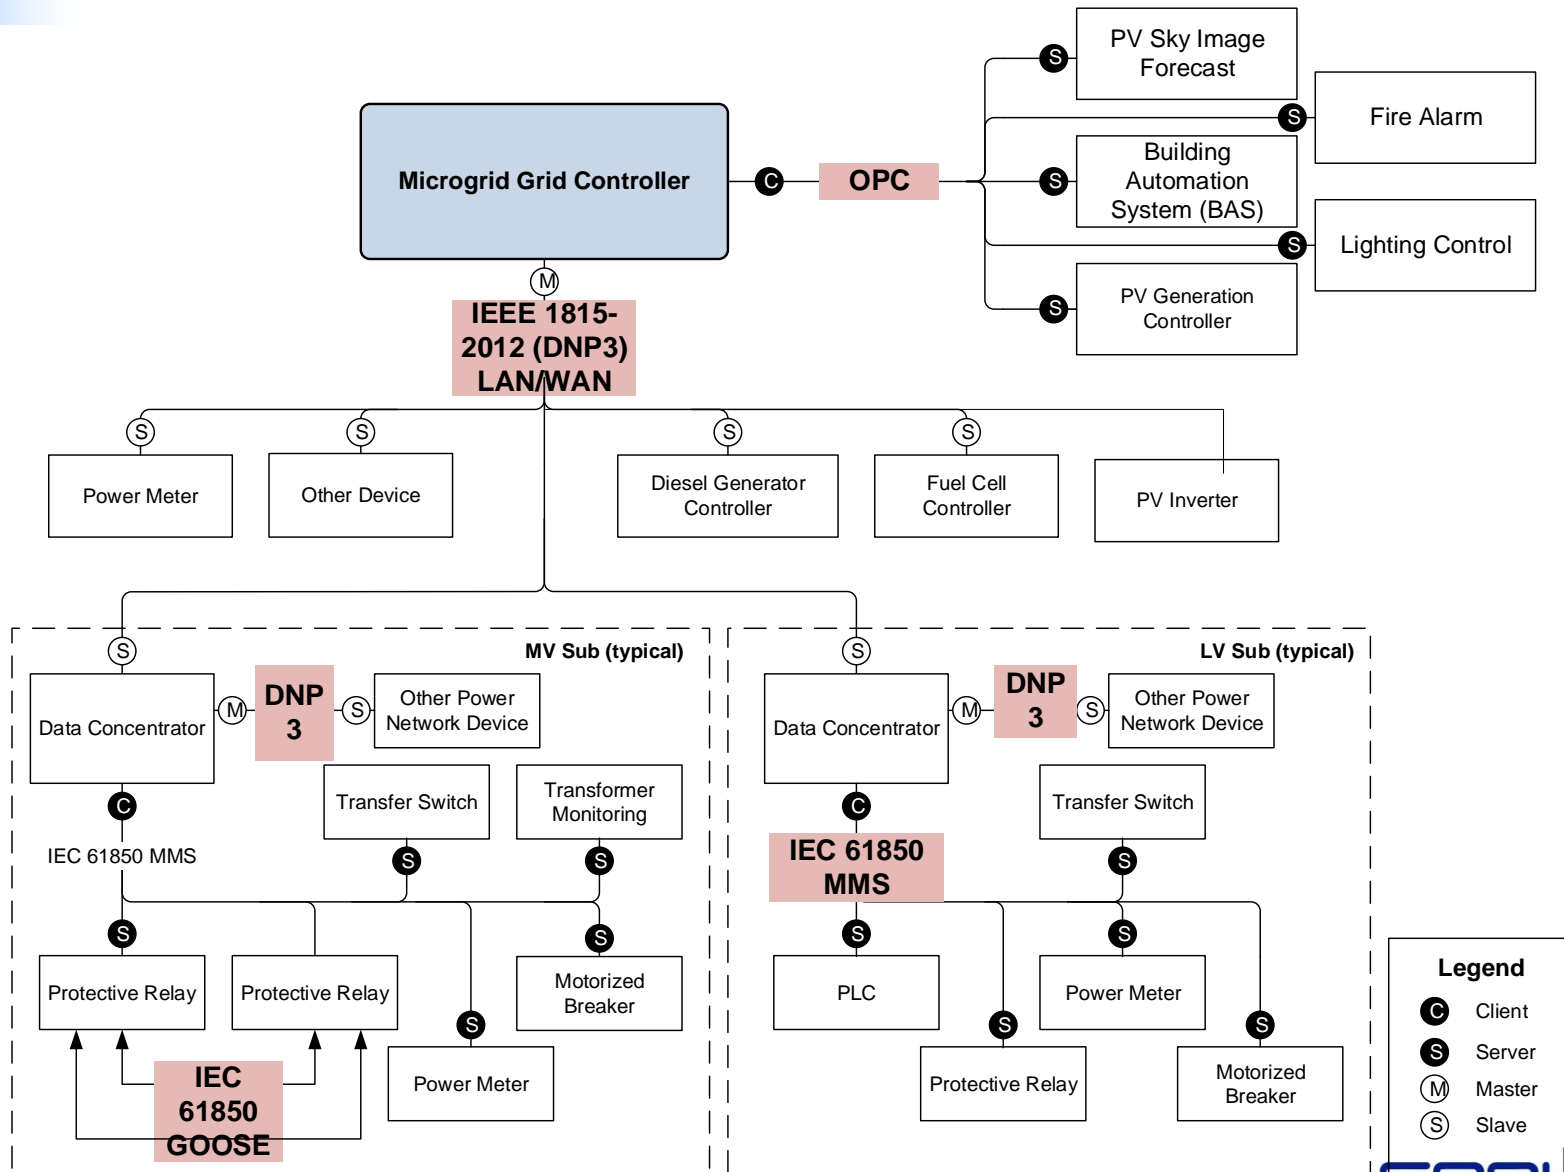 PV Sky Image
Forecast
S
Fire Alarm
S
Microgrid Grid Controller
C
OPC
Building
Automation
System (BAS)
S
Lighting Control
S
PV Generation
Controller
S
M
IEEE 1815-
2012 (DNP3)
LAN/WAN
S
S
S
S
Power Meter
Other Device
Diesel Generator
Controller
Fuel Cell
Controller
PV Inverter
MV Sub (typical)
S
Data Concentrator
M
DNP
3
S
Other Power
Network Device
C
IEC 61850 MMS
Transfer Switch
S
Transformer
Monitoring
S
S
Protective Relay
Protective Relay
S
Motorized
Breaker
S
Power Meter
IEC
61850
GOOSE
LV Sub (typical)
S
Data Concentrator
M
DNP
3
S
Other Power
Network Device
C
IEC 61850
MMS
Transfer Switch
S
S
PLC
S
Power Meter
S
Protective Relay
S
Motorized
Breaker
Legend
C Client
S Server
M Master
S Slave